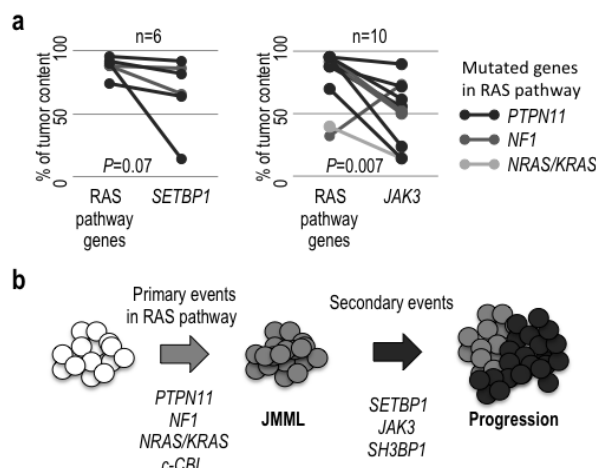 a
n=6
n=10
% of tumor content
100
50
0
P=0.07
RAS
pathway
genes
SETBP1
% of tumor content
100
50
0
P=0.007
RAS
pathway
genes
JAK3
Mutated genes
in RAS pathway
PTPN11
NF1
NRAS/KRAS
b
Primary events
in RAS pathway
PTPN11
NF1
NRAS/KRAS
c-CBL
JMML
Secondary events
SETBP1
JAK3
SH3BP1
Progression